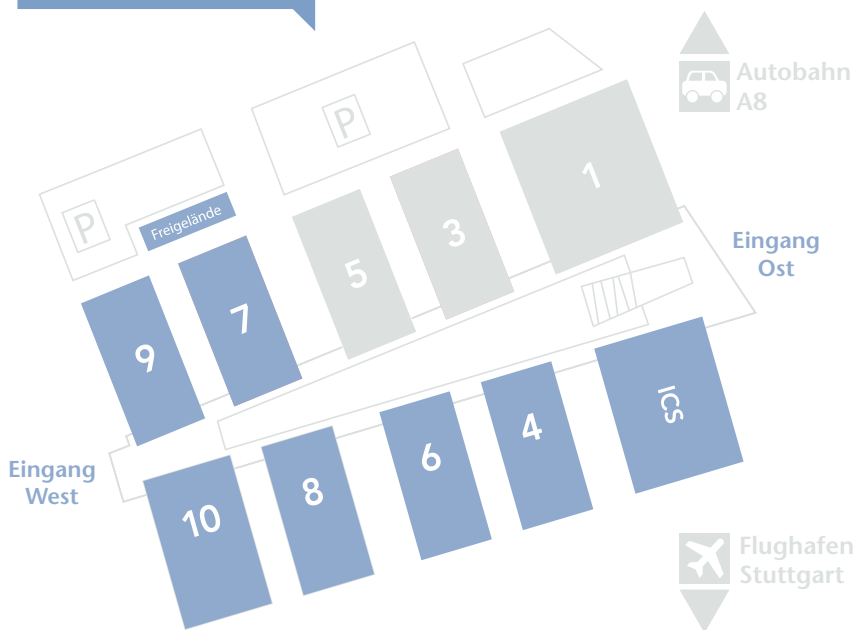 Autobahn
A8
P
1
P
Freigelände
3
Eingang
Ost
5
7
9
ICS
4
6
Eingang
West
8
10
Flughafen
Stuttgart